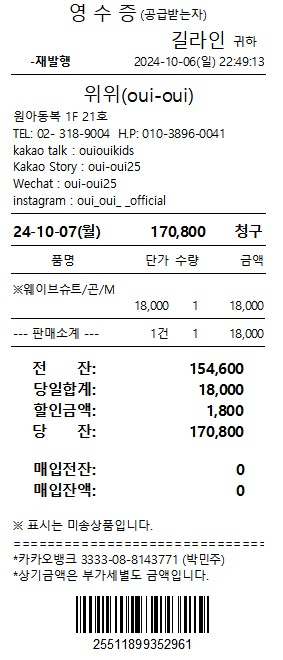 영 수 증 (공급받는자)
길라인 귀하
-재발행 2024-10-06(일) 22:49:13
위위(oui-oui)
원아동복 1F 21호
TEL: 02- 318-9004 H.P: 010-3896-0041
kakao talk : ouiouikids
Kakao Story : oui-oui25
Wechat : oui-oui25
instagram : oui_oui_ _official
24-10-07(월) 170,800 청구
품명 단가 수량 금액
※웨이브슈트/곤/M
18,000 1 18,000
--- 판매소계 --- 1건 1 18,000
전 잔: 154,600
당일합계: 18,000
할인금액: 1,800
당 잔: 170,800
매입전잔: 0
매입잔액: 0
※ 표시는 미송상품입니다.
==============================
*카카오뱅크 3333-08-8143771 (박민주)
*상기금액은 부가세별도 금액입니다.
25511899352961